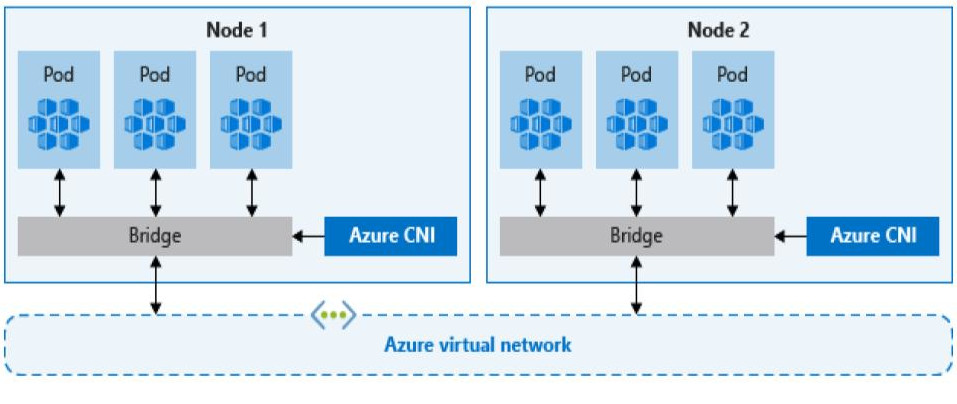 Node 1
Pod Pod Pod
Bridge
Azure CNI
Node 2
Pod Pod Pod
Bridge
Azure CNI
Azure virtual network